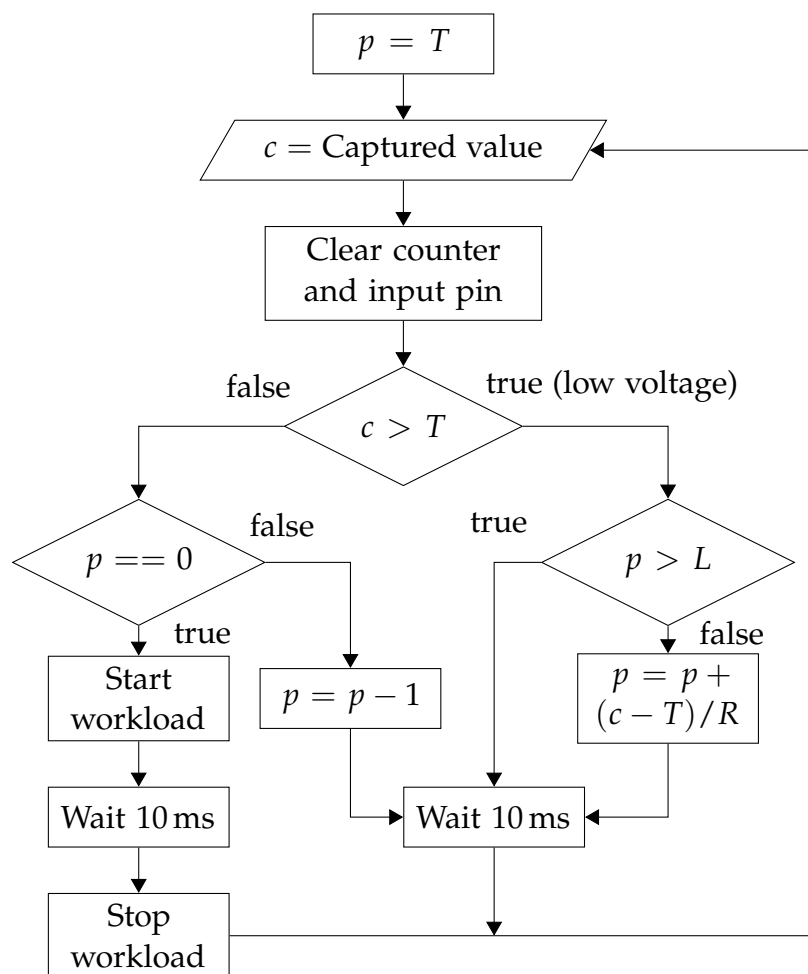 p = T
c = Captured value
Clear counter
and input pin
false
true (low voltage)
c > T
false
true
p == 0
p > L
true
false
Start
workload
p = p − 1
p = p +
(c − T)/R
Wait 10 ms
Wait 10 ms
Stop
workload